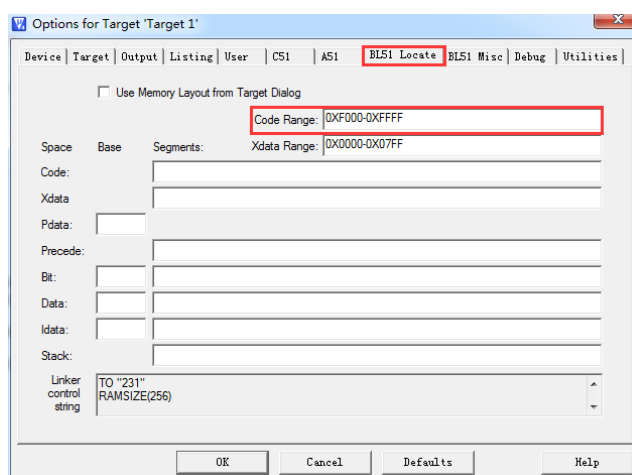 Options for Target 'Target 1'
Device Target Output Listing User C51 A51 BL51 Locate BL51 Misc Debug Utilities
Use Memory Layout from Target Dialog
Code Range: 0XF000-0XFFFF
Space Base Segments: Xdata Range: 0X0000-0X07FF
Code:
Xdata
Pdata:
Precede:
Bit:
Data:
Idata:
Stack:
Linker control string
TO "231"
RAMSIZE(256)
OK Cancel Defaults Help